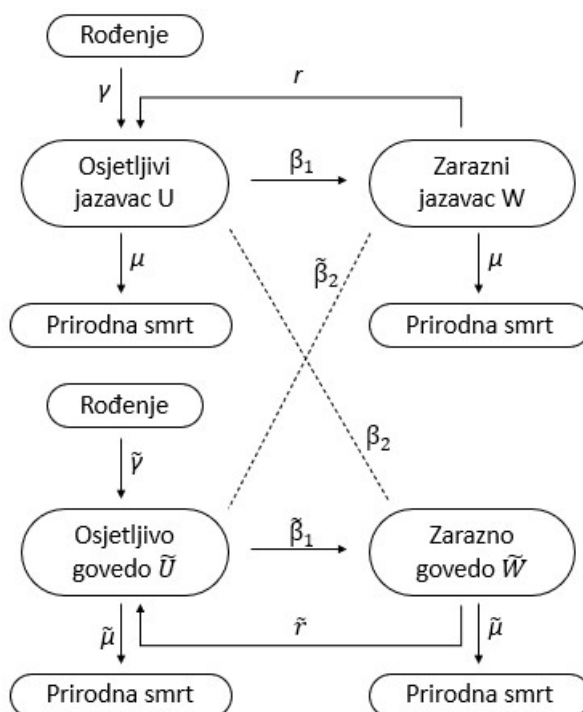 Rođenje
γ
r
Osjetljivi
jazavac U
β₁
Zarazni
jazavac W
μ
β̃₂
μ
Prirodna smrt
Prirodna smrt
Rođenje
β₂
γ̃
Osjetljivo
govedo Ũ
β̃₁
Zarazno
govedo W̃
μ̃
r̃
μ̃
Prirodna smrt
Prirodna smrt